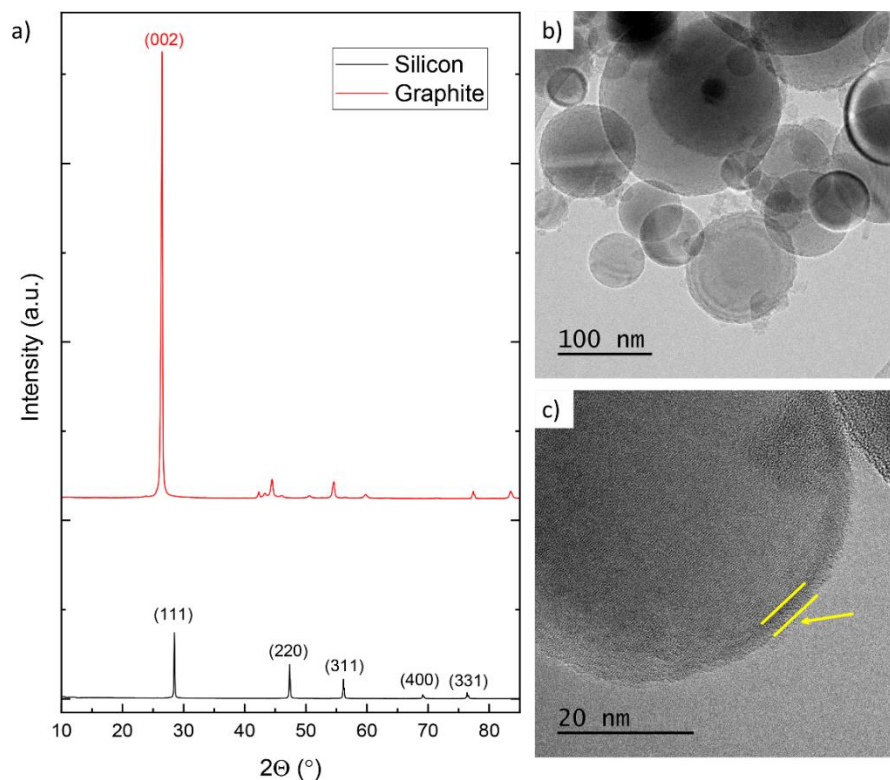 a)
(002)
Silicon
Graphite
Intensity (a.u.)
(111)
(220)
(311)
(400)
(331)
10 20 30 40 50 60 70 80
2Θ (°)
b)
100 nm
c)
20 nm